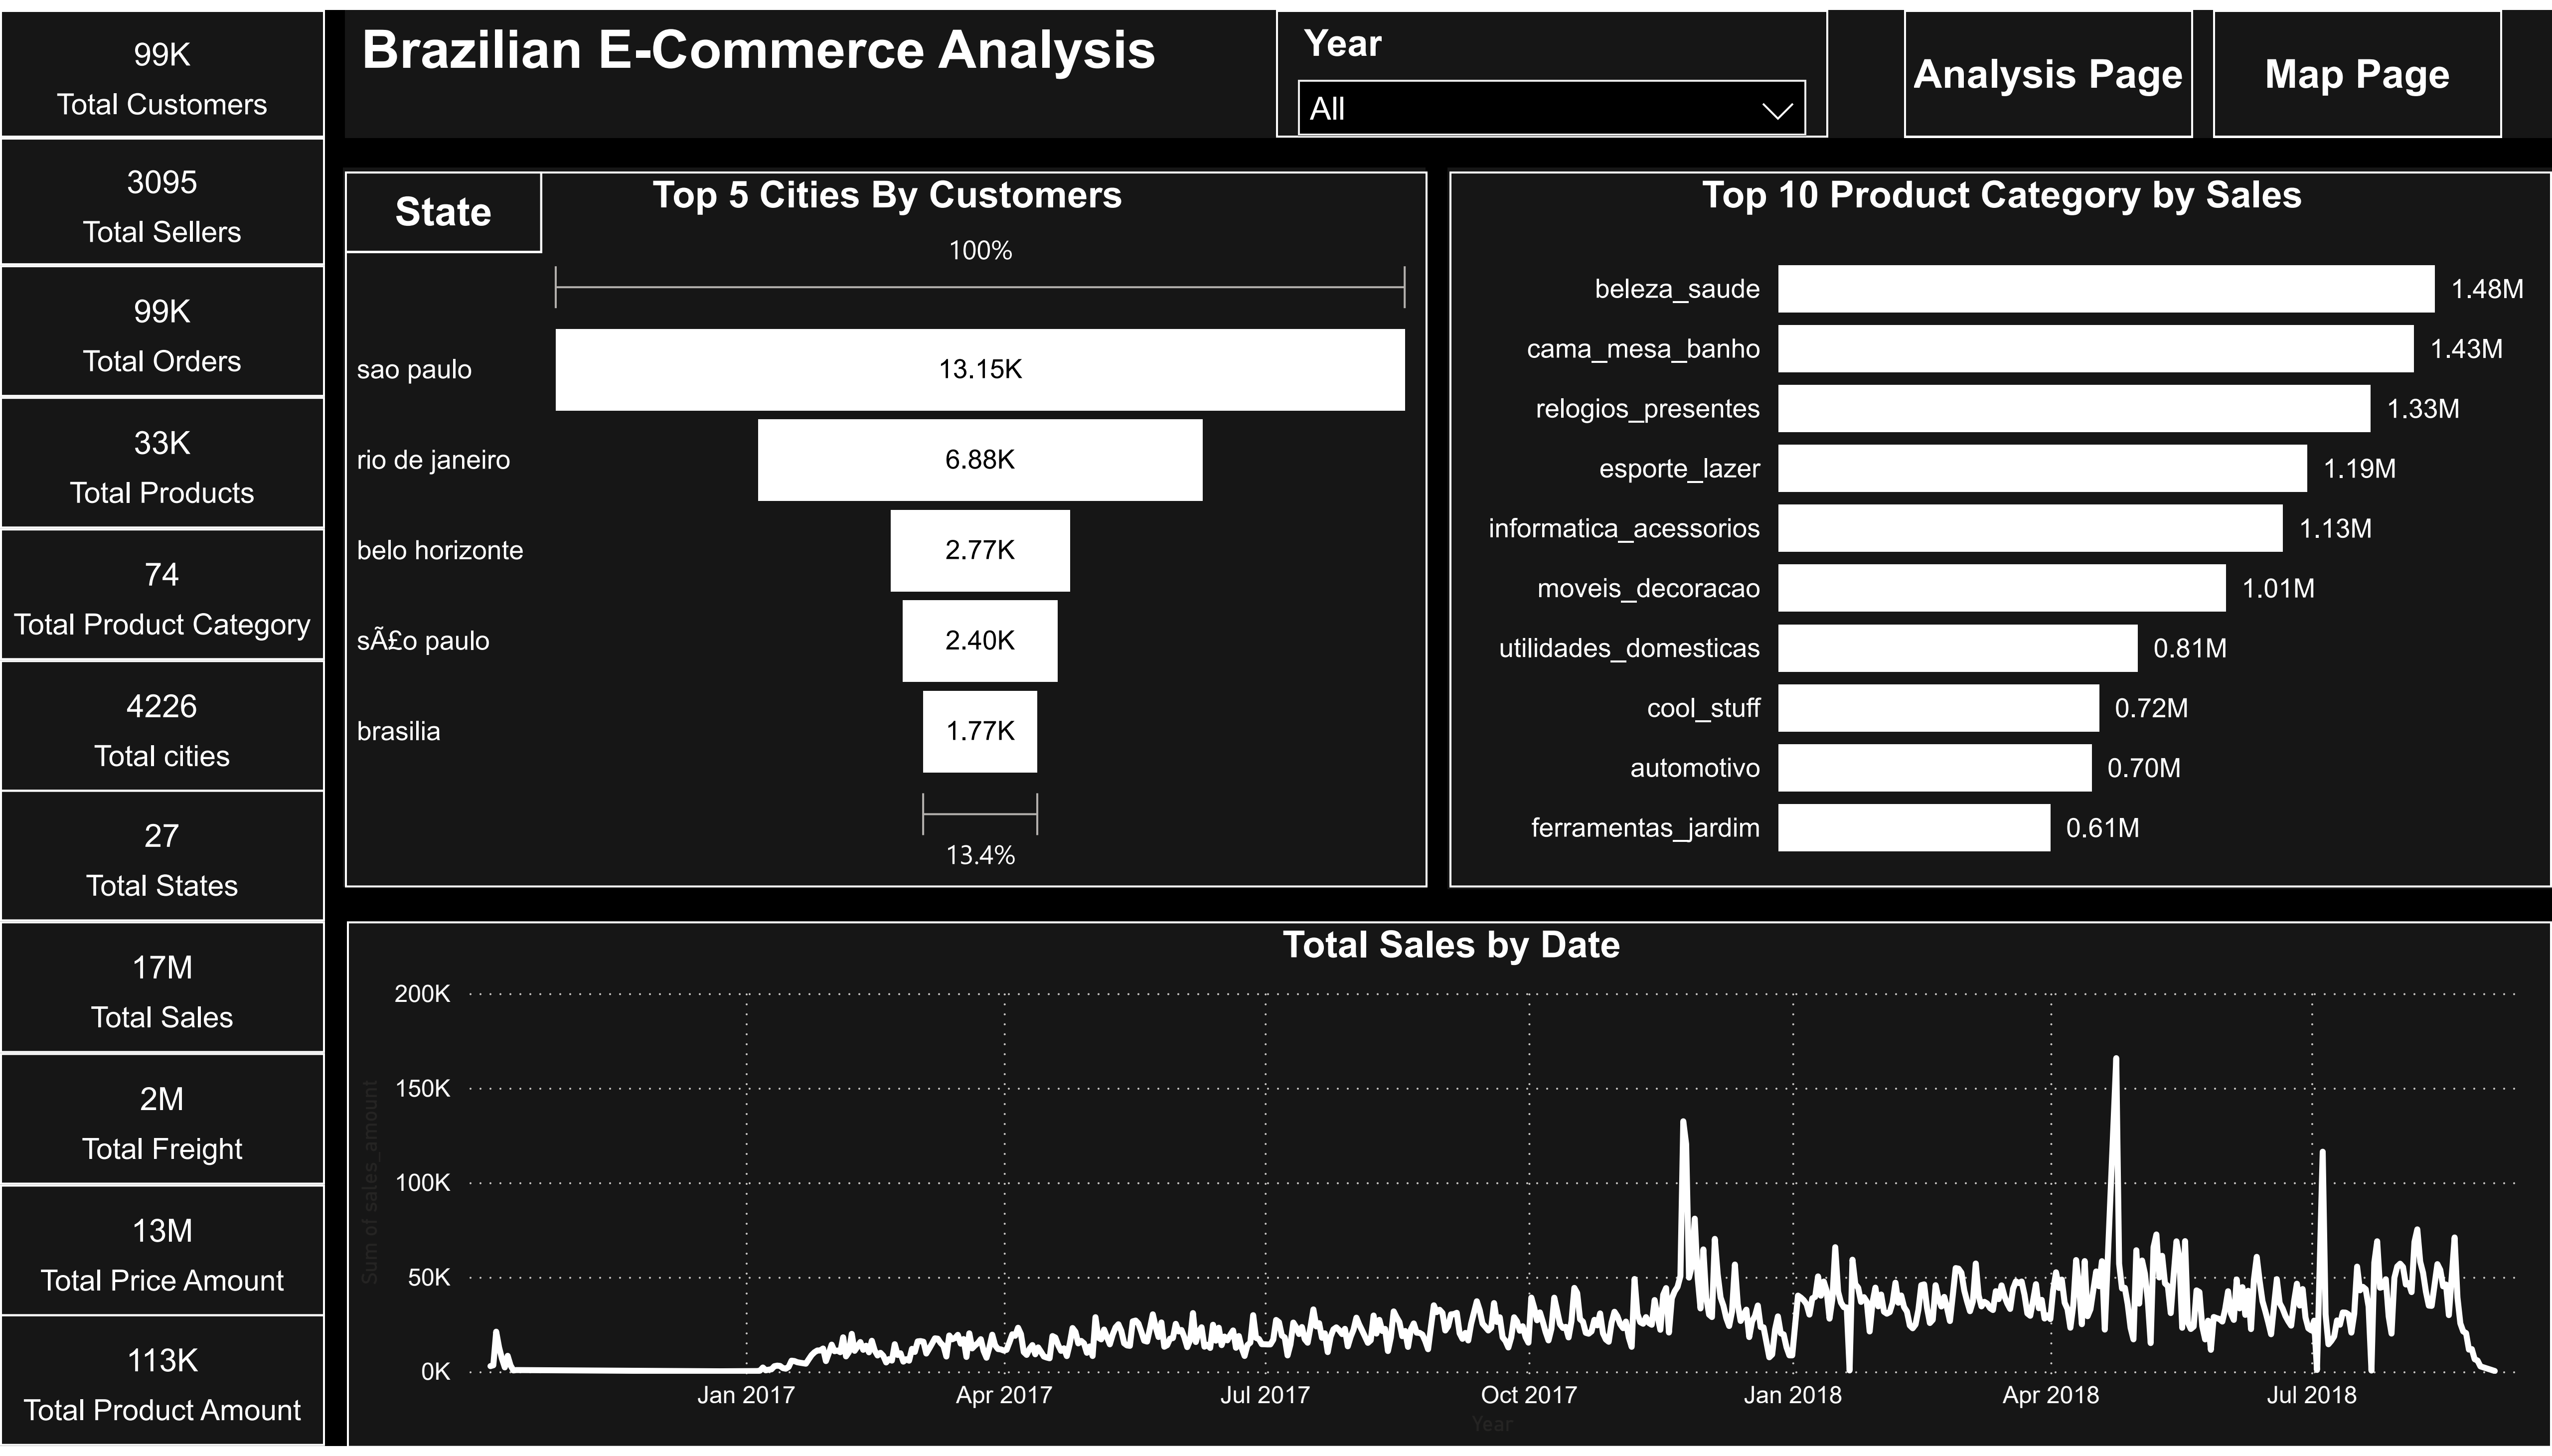 99K
Total Customers
3095
Total Sellers
99K
Total Orders
33K
Total Products
74
Total Product Category
4226
Total cities
27
Total States
17M
Total Sales
2M
Total Freight
13M
Total Price Amount
113K
Total Product Amount
Brazilian E-Commerce Analysis
Year
All
Analysis Page
Map Page
State
Top 5 Cities By Customers
100%
sao paulo 13.15K
rio de janeiro 6.88K
belo horizonte 2.77K
sÃ£o paulo 2.40K
brasilia 1.77K
13.4%
Top 10 Product Category by Sales
beleza_saude 1.48M
cama_mesa_banho 1.43M
relogios_presentes 1.33M
esporte_lazer 1.19M
informatica_acessorios 1.13M
moveis_decoracao 1.01M
utilidades_domesticas 0.81M
cool_stuff 0.72M
automotivo 0.70M
ferramentas_jardim 0.61M
Total Sales by Date
Sum of sales_amount
200K
150K
100K
50K
0K
Jan 2017 Apr 2017 Jul 2017 Oct 2017 Jan 2018 Apr 2018 Jul 2018
Year